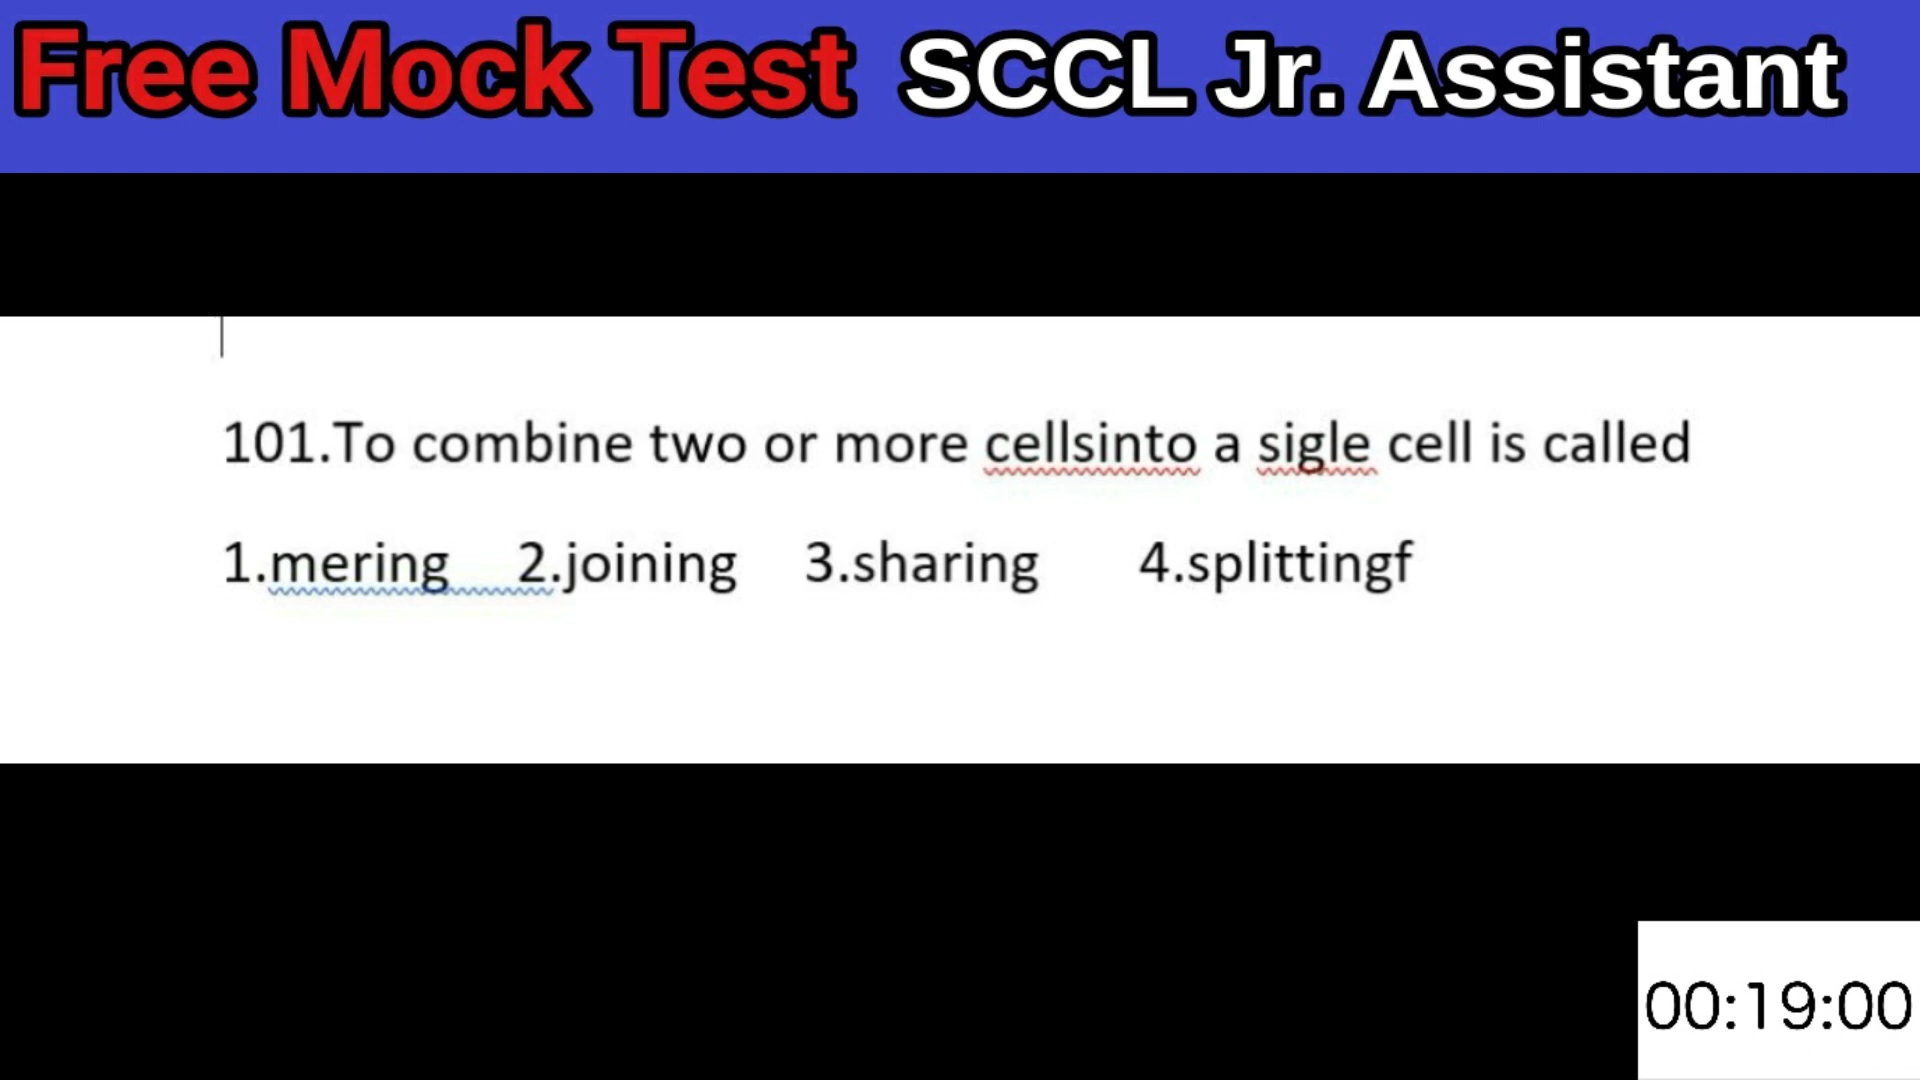 Free Mock Test SCCL Jr. Assistant
101.To combine two or more cellsinto a sigle cell is called
1.mering 2.joining 3.sharing 4.splittingf
00:19:00